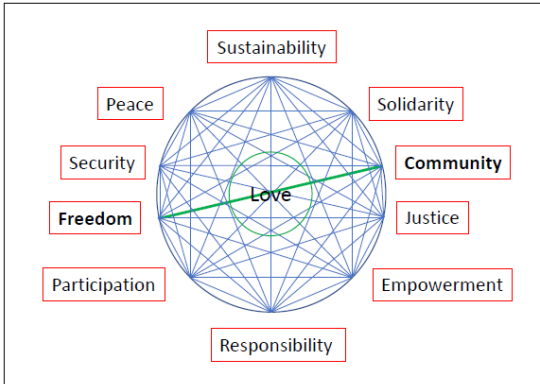 Sustainability
Peace
Solidarity
Security
Community
Love
Freedom
Justice
Participation
Empowerment
Responsibility